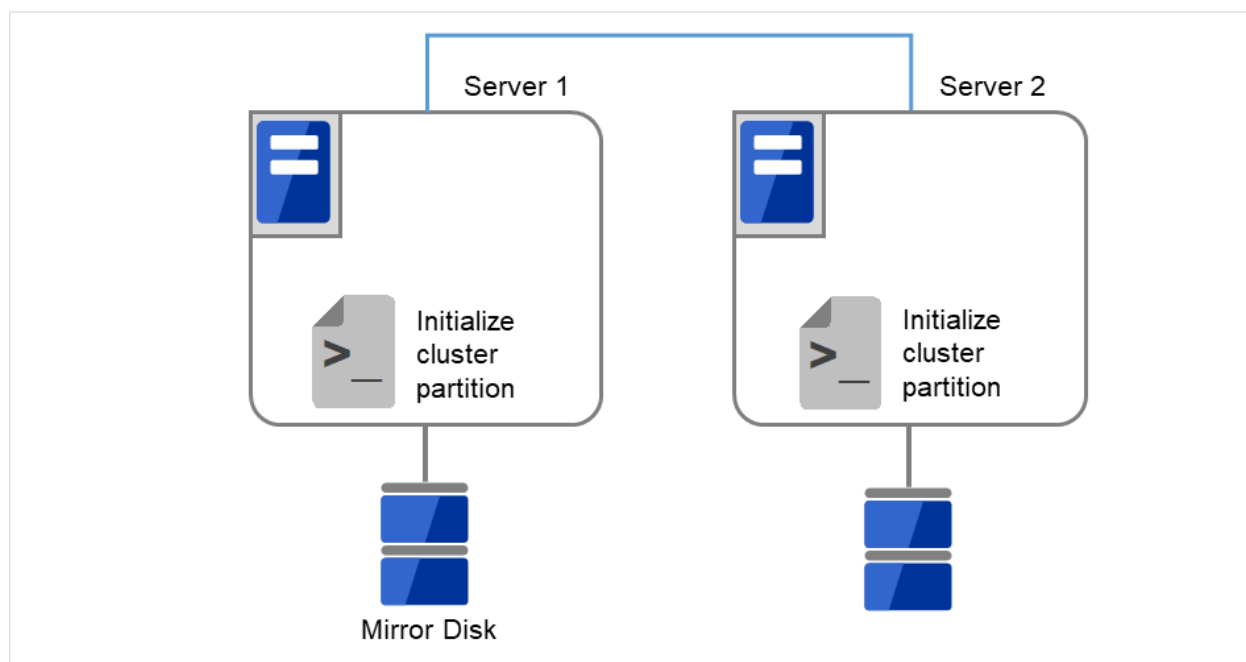 Server 1
Server 2
Initialize
cluster
partition
Initialize
cluster
partition
>_
>_
Mirror Disk